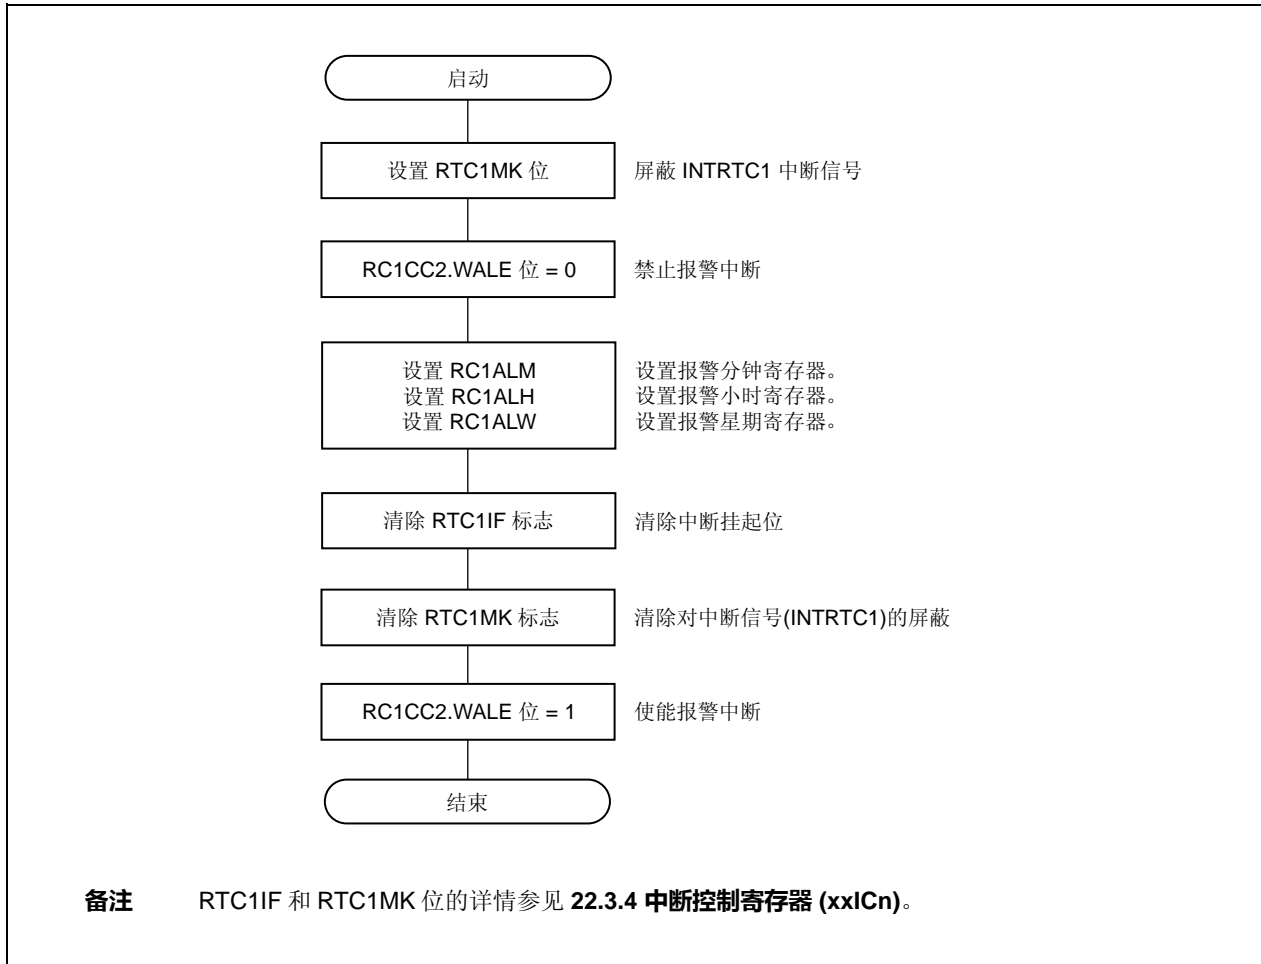 启动
设置 RTC1MK 位 屏蔽 INTRTC1 中断信号
RC1CC2.WALE 位 = 0 禁止报警中断
设置 RC1ALM 设置报警分钟寄存器。
设置 RC1ALH 设置报警小时寄存器。
设置 RC1ALW 设置报警星期寄存器。
清除 RTC1IF 标志 清除中断挂起位
清除 RTC1MK 标志 清除对中断信号(INTRTC1)的屏蔽
RC1CC2.WALE 位 = 1 使能报警中断
结束
备注 RTC1IF 和 RTC1MK 位的详情参见 22.3.4 中断控制寄存器 (xxICn)。